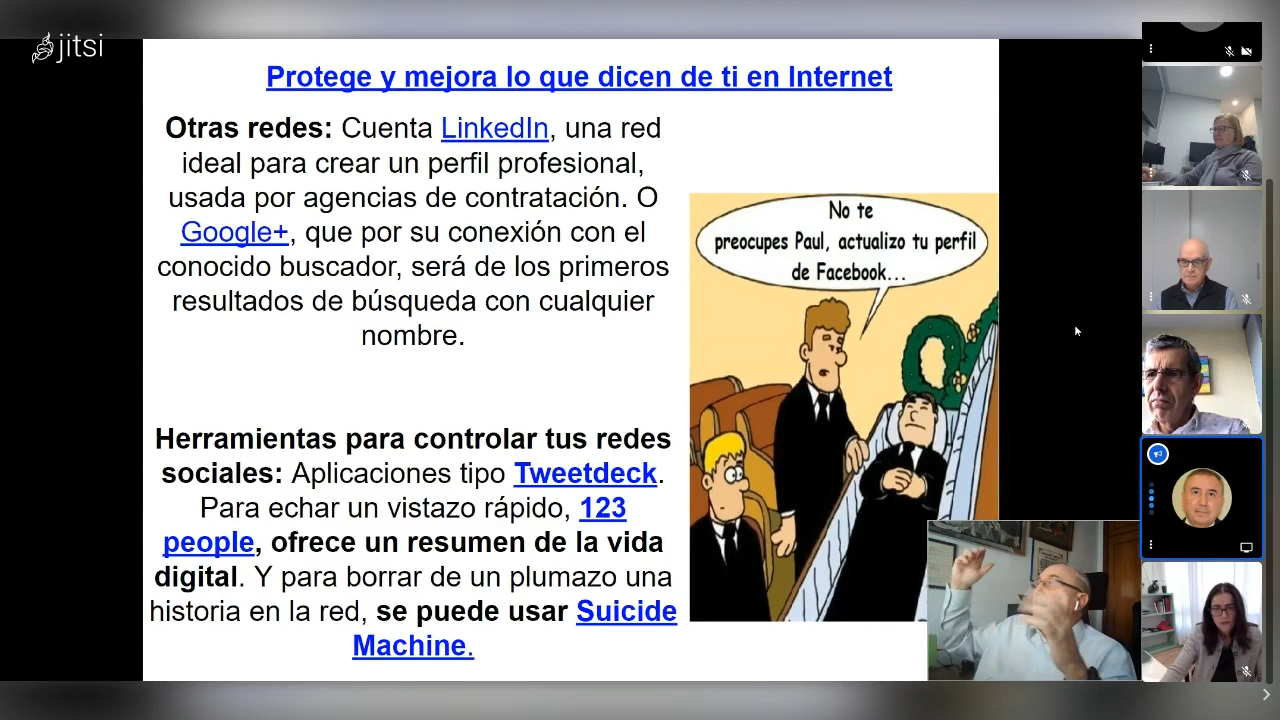 jitsi
Protege y mejora lo que dicen de ti en Internet
Otras redes: Cuenta LinkedIn, una red
ideal para crear un perfil profesional,
usada por agencias de contratación. O
Google+, que por su conexión con el
conocido buscador, será de los primeros
resultados de búsqueda con cualquier
nombre.
Herramientas para controlar tus redes
sociales: Aplicaciones tipo Tweetdeck.
Para echar un vistazo rápido, 123
people, ofrece un resumen de la vida
digital. Y para borrar de un plumazo una
historia en la red, se puede usar Suicide
Machine.
No te
preocupes Paul, actualizo tu perfil
de Facebook...